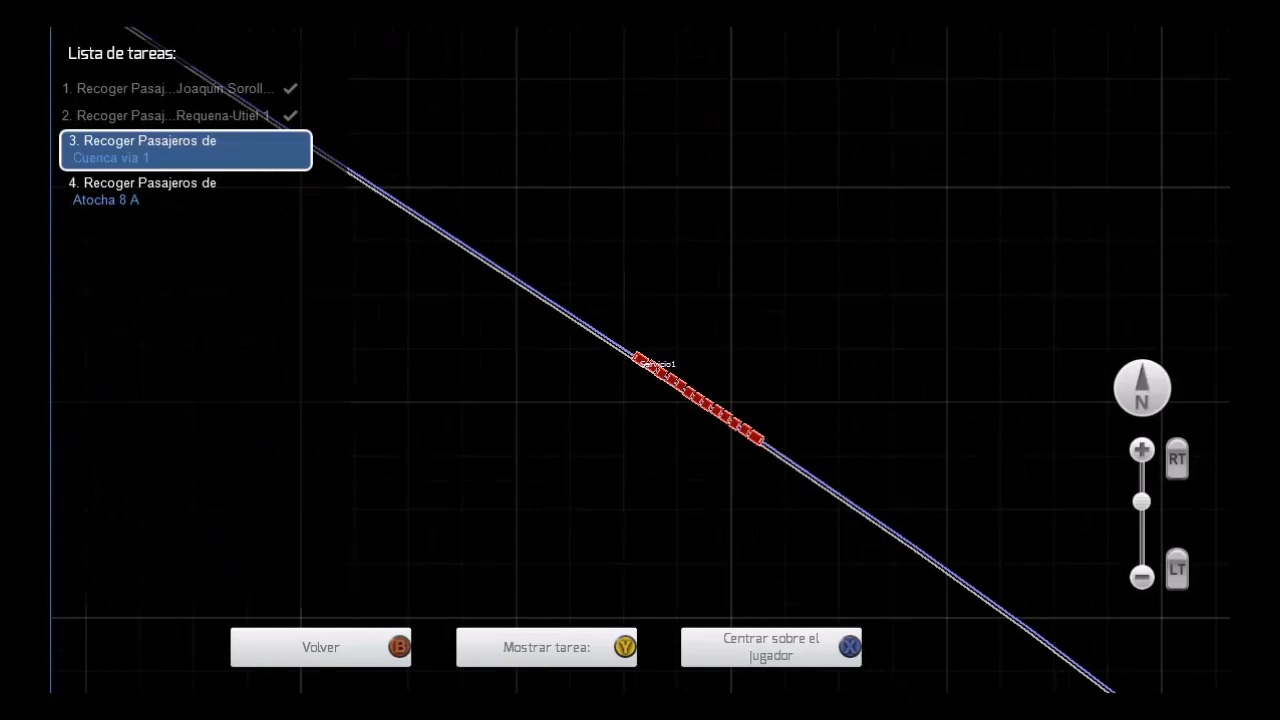 Lista de tareas:
1. Recoger Pasaj...Joaquin Soroll...
2. Recoger Pasaj...Requena-Utiel 1
3. Recoger Pasajeros de
Cuenca via 1
4. Recoger Pasajeros de
Atocha 8 A
Servicio1
N
RT
LT
Volver B
Mostrar tarea: Y
Centrar sobre el
jugador X